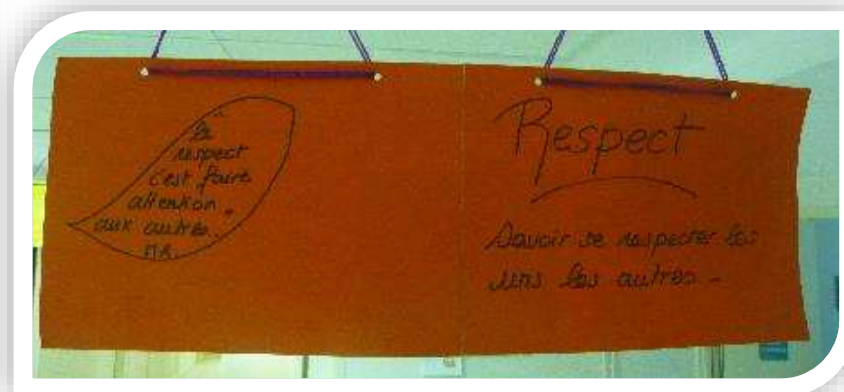 "le
respect
c'est faire
attention
aux autres."
M.R.
Respect
Savoir se respecter les
uns les autres.